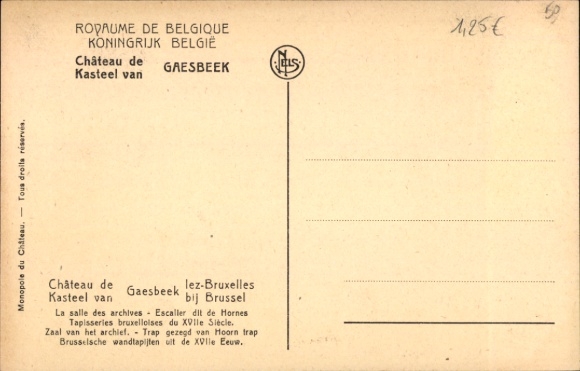 ROYAUME DE BELGIQUE
KONINGRIJK BELGIË
Château de
Kasteel van GAESBEEK
NELS
1,25€
Monopole du Château. — Tous droits réservés.
Château de lez-Bruxelles
Kasteel van Gaesbeek bij Brussel
La salle des archives - Escalier dit de Hornes
Tapisseries bruxelloises du XVIIe Siècle.
Zaal van het archief. - Trap gezegd van Hoorn trap
Brusselsche wandtapijten uit de XVIIe Eeuw.